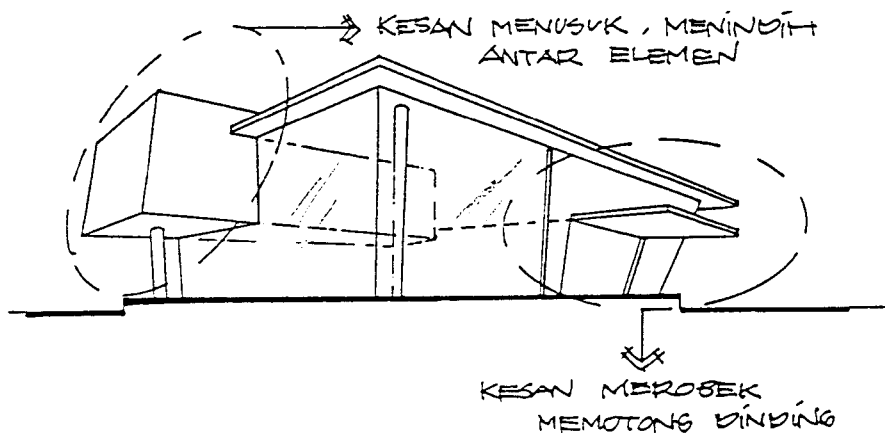 KESAN MENUSUK, MENINDIH
ANTAR ELEMEN
KESAN MEROBEK
MEMOTONG DINDING